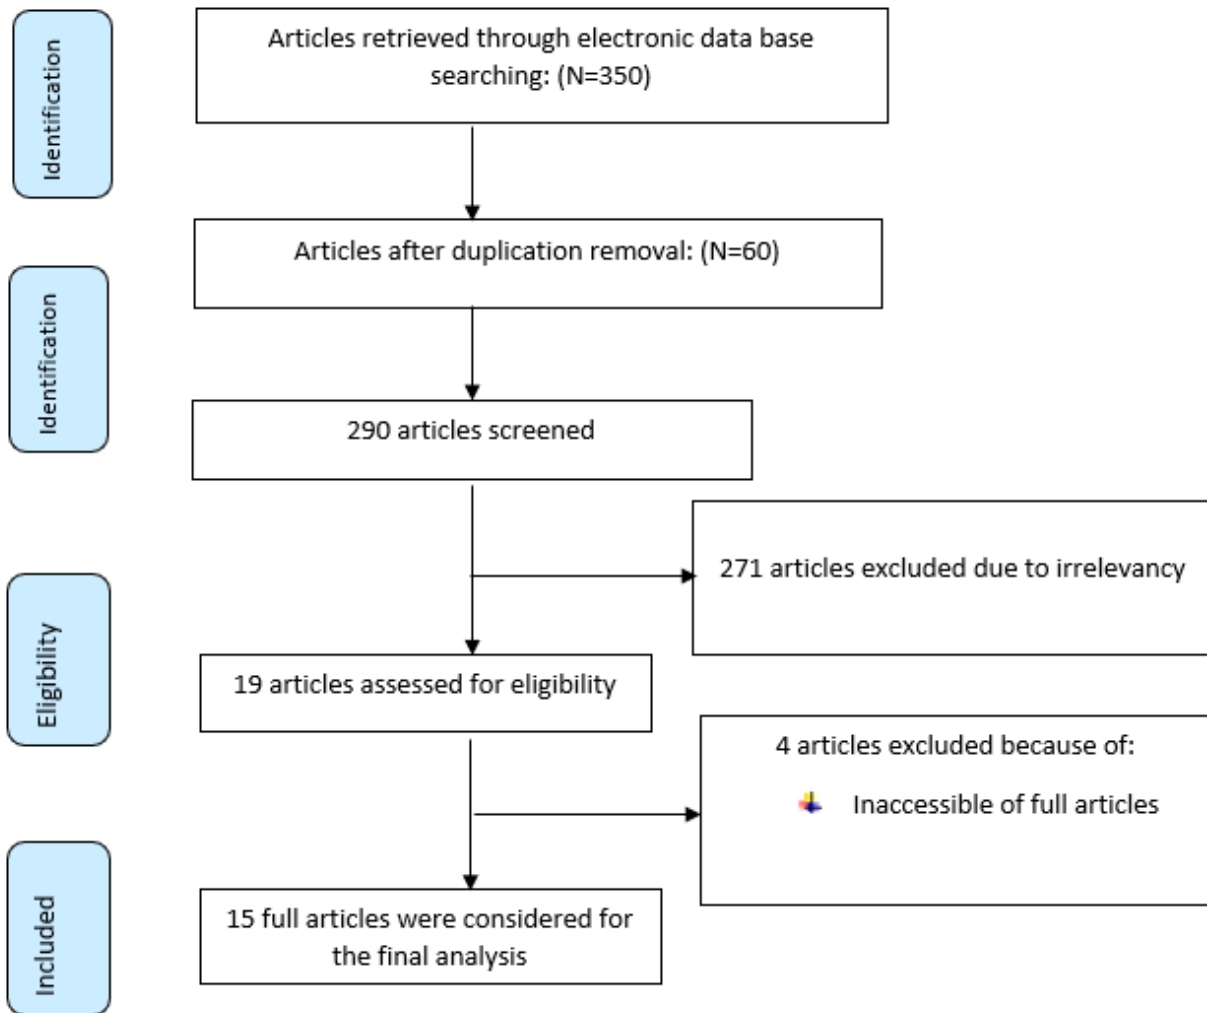 Identification
Articles retrieved through electronic data base
searching: (N=350)
Identification
Articles after duplication removal: (N=60)
290 articles screened
271 articles excluded due to irrelevancy
Eligibility
19 articles assessed for eligibility
4 articles excluded because of:
Inaccessible of full articles
Included
15 full articles were considered for
the final analysis